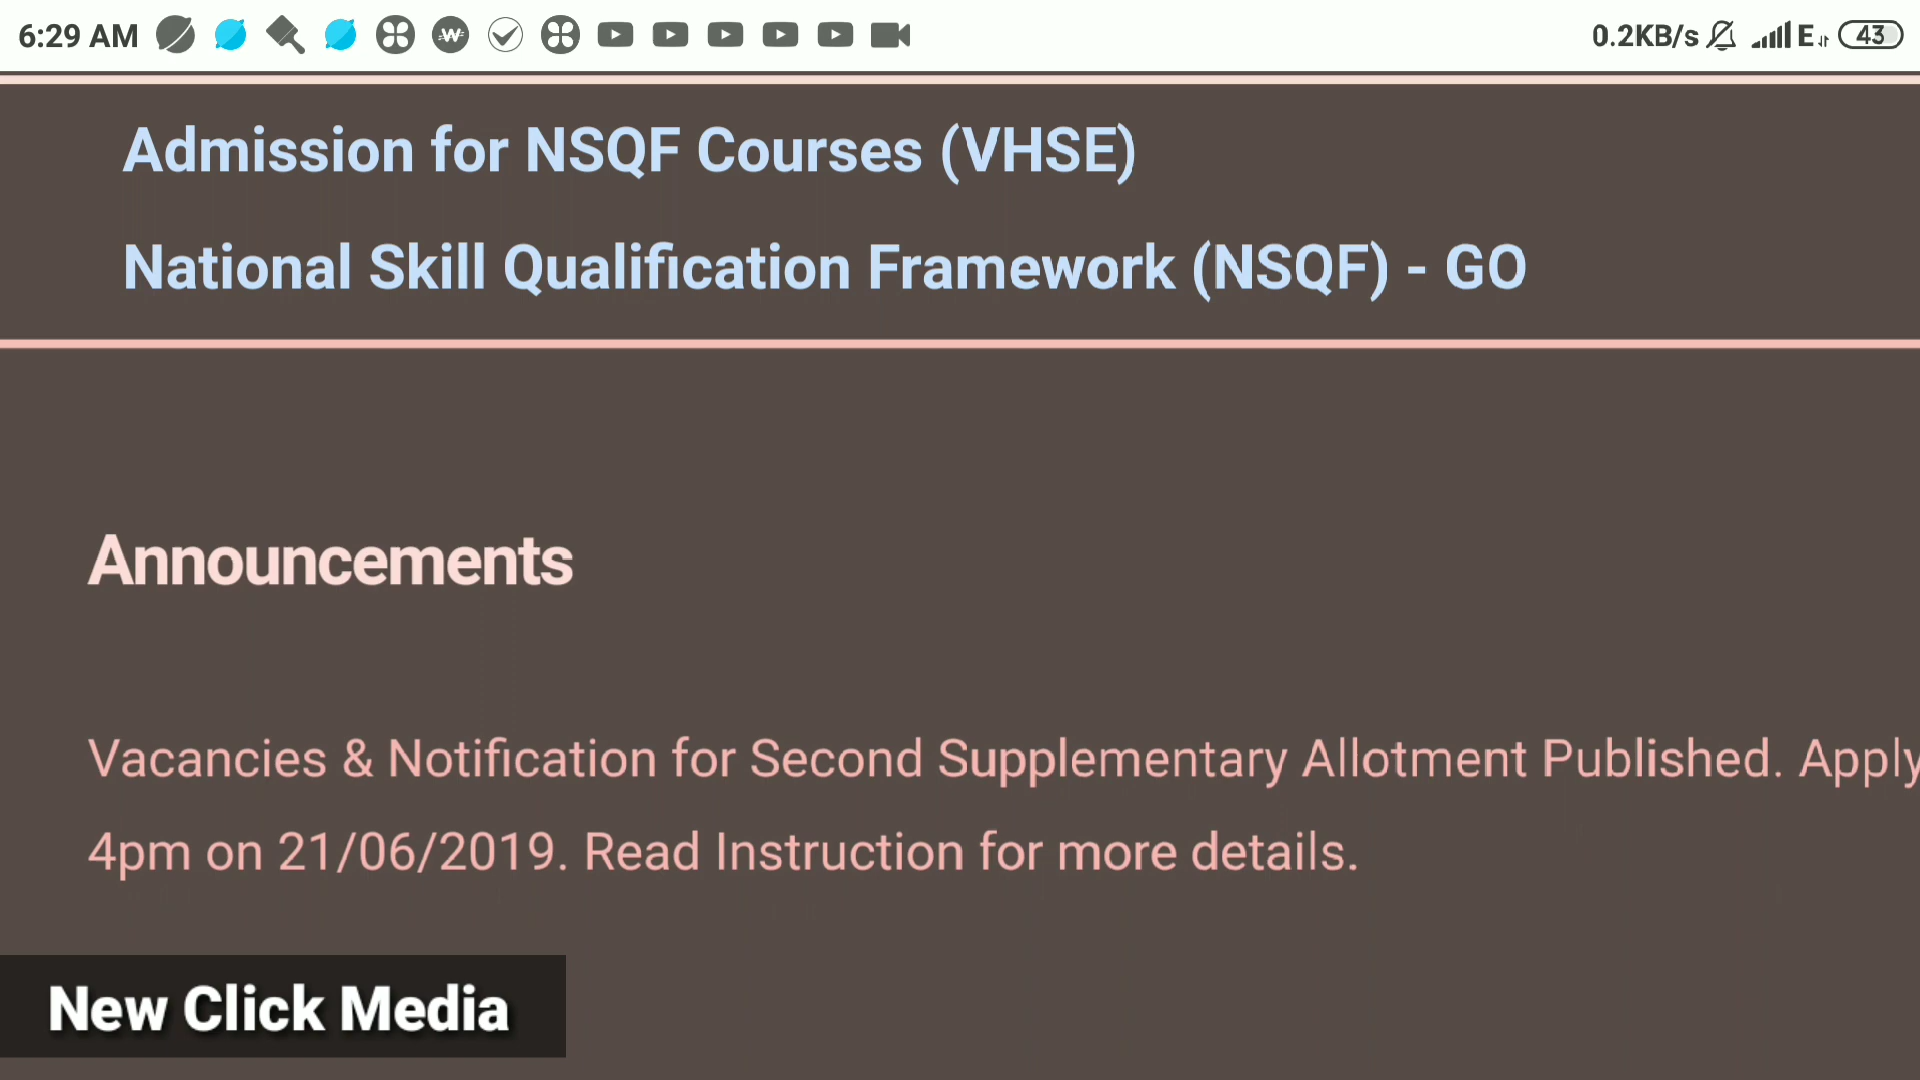 6:29 AM 0.2KB/s E 43
Admission for NSQF Courses (VHSE)
National Skill Qualification Framework (NSQF) - GO
Announcements
Vacancies & Notification for Second Supplementary Allotment Published. Apply
4pm on 21/06/2019. Read Instruction for more details.
New Click Media